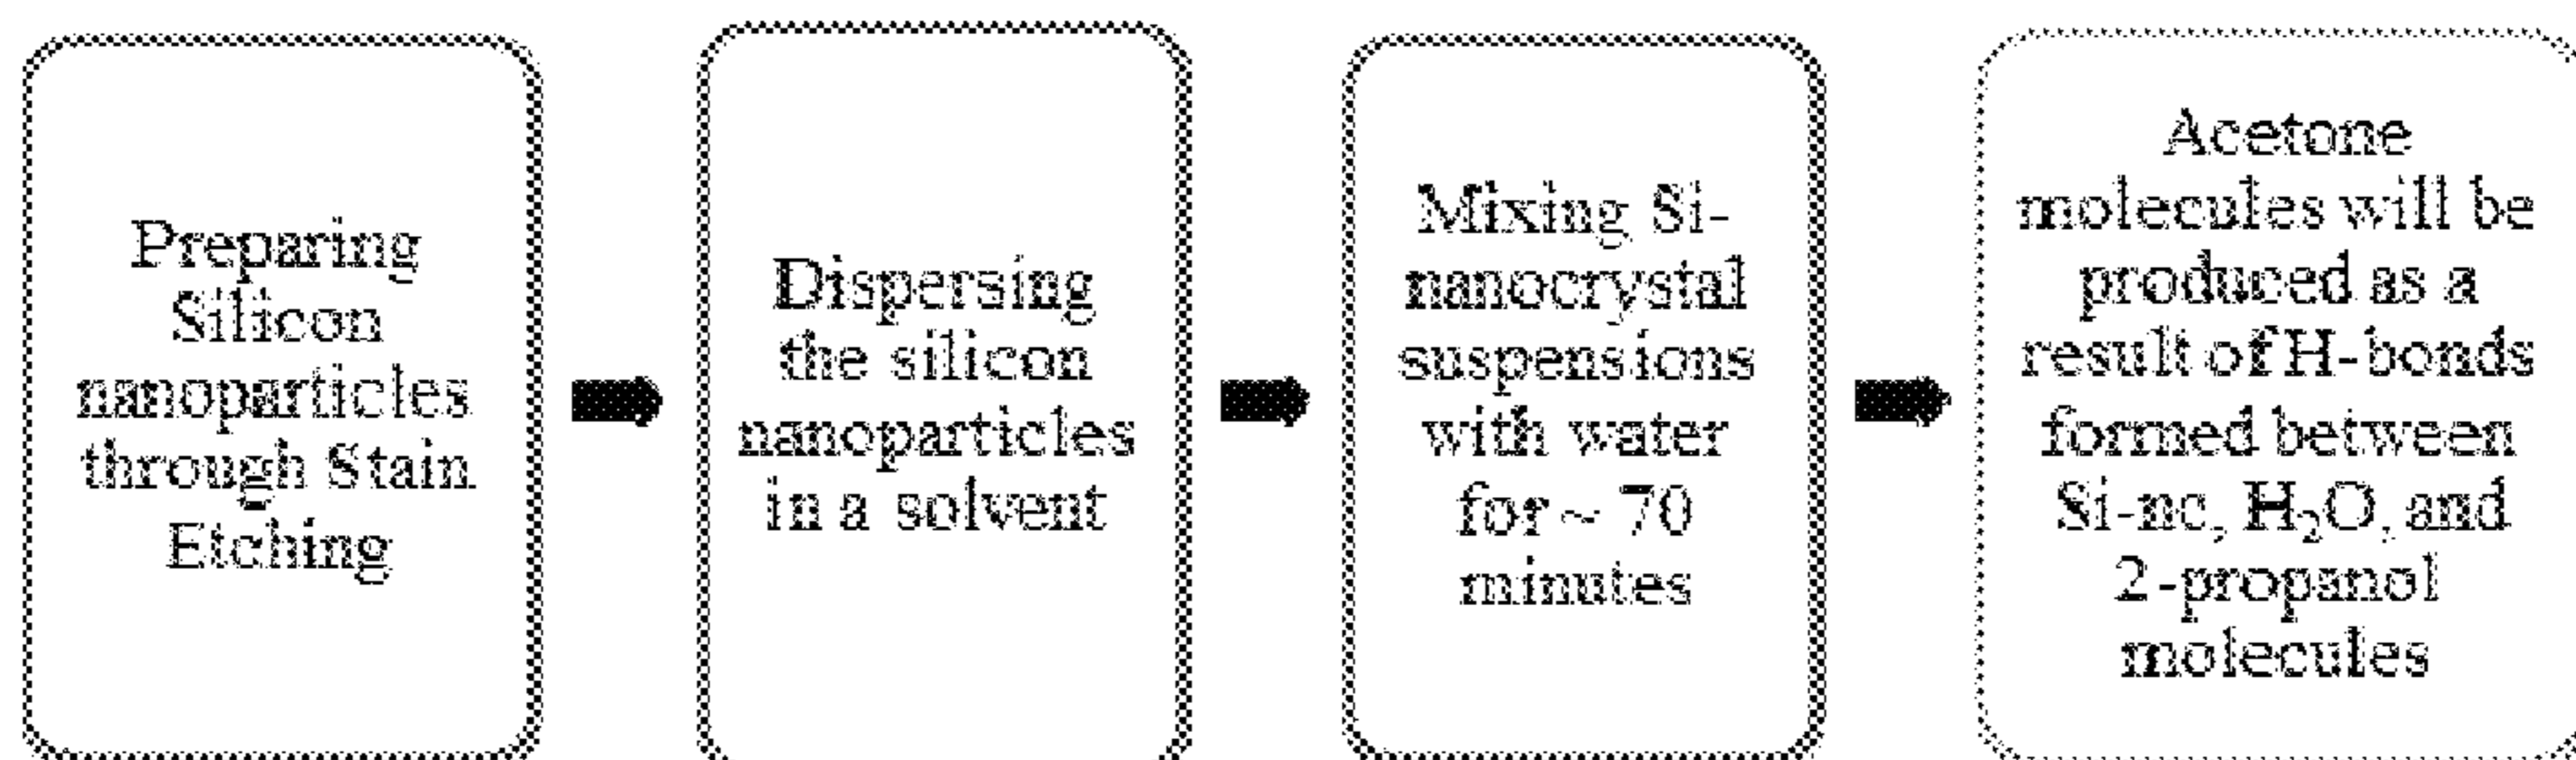 Preparing
Silicon
nanoparticles
through Stain
Etching
Dispersing
the silicon
nanoparticles
in a solvent
Mixing Si-
nanocrystal
suspensions
with water
for ~ 70
minutes
Acetone
molecules will be
produced as a
result of H-bonds
formed between
Si-nc, H₂O, and
2-propanol
molecules